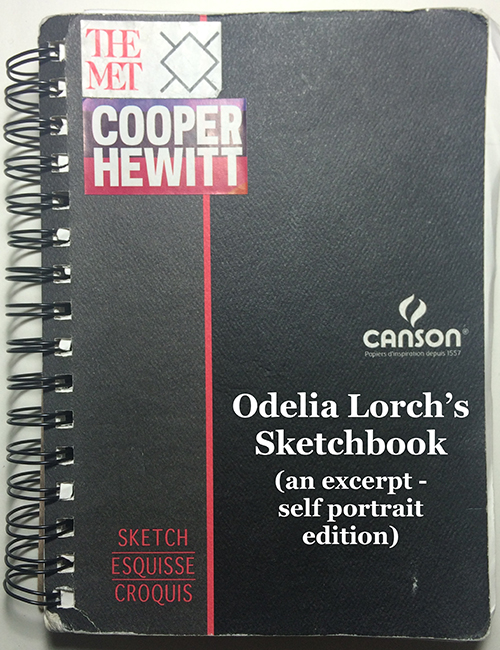 THE
MET
COOPER
HEWITT
CANSON®
Papiers d'inspiration depuis 1557
Odelia Lorch's
Sketchbook
(an excerpt -
self portrait
edition)
SKETCH
ESQUISSE
CROQUIS